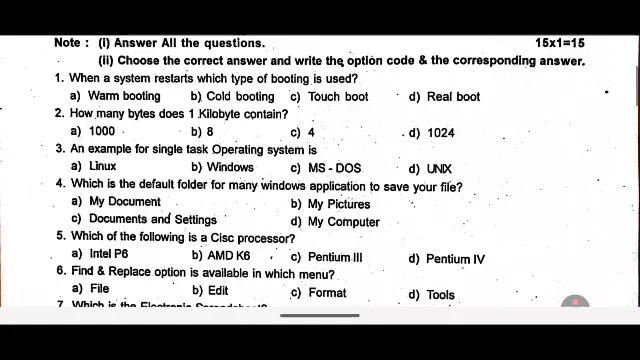 Note : (i) Answer All the questions. 15x1=15
(ii) Choose the correct answer and write the option code & the corresponding answer.
1. When a system restarts which type of booting is used?
a) Warm booting b) Cold booting c) Touch boot d) Real boot
2. How many bytes does 1 Kilobyte contain?
a) 1000 b) 8 c) 4 d) 1024
3. An example for single task Operating system is
a) Linux b) Windows c) MS - DOS d) UNIX
4. Which is the default folder for many windows application to save your file?
a) My Document b) My Pictures
c) Documents and Settings d) My Computer
5. Which of the following is a Cisc processor?
a) Intel P6 b) AMD K6 c) Pentium III d) Pentium IV
6. Find & Replace option is available in which menu?
a) File b) Edit c) Format d) Tools
7. Which is the Electronic Spreadsheet?